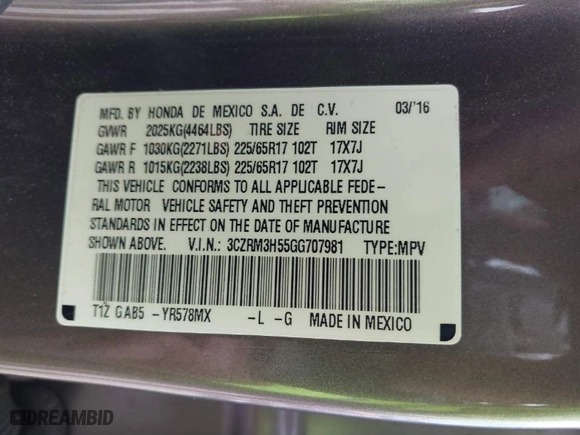 MFD. BY HONDA DE MEXICO S.A. DE C.V. 03/'16
GVWR 2025KG(4464LBS) TIRE SIZE RIM SIZE
GAWR F 1030KG(2271LBS) 225/65R17 102T 17X7J
GAWR R 1015KG(2238LBS) 225/65R17 102T 17X7J
THIS VEHICLE CONFORMS TO ALL APPLICABLE FEDE-
RAL MOTOR VEHICLE SAFETY AND THEFT PREVENTION
STANDARDS IN EFFECT ON THE DATE OF MANUFACTURE
SHOWN ABOVE. V.I.N.: 3CZRM3H55GG707981 TYPE:MPV
T1Z GAB5 -YR578MX -L -G MADE IN MEXICO
DREAMBID